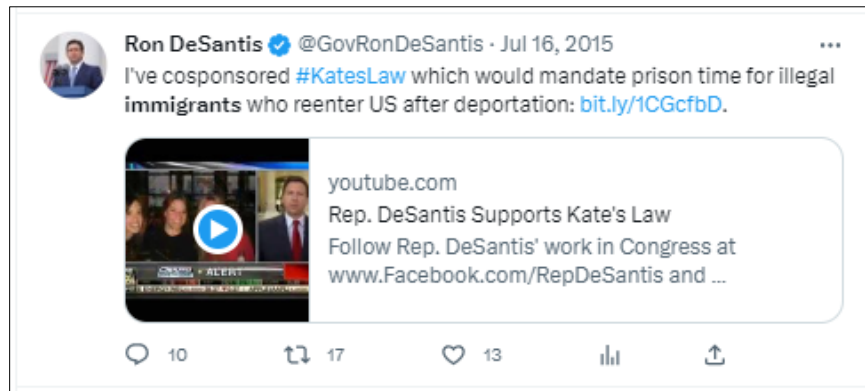 Ron DeSantis @GovRonDeSantis · Jul 16, 2015 ...
I've cosponsored #KatesLaw which would mandate prison time for illegal
immigrants who reenter US after deportation: bit.ly/1CGcfbD.
ALERT
youtube.com
Rep. DeSantis Supports Kate's Law
Follow Rep. DeSantis' work in Congress at
www.Facebook.com/RepDeSantis and ...
10 17 13